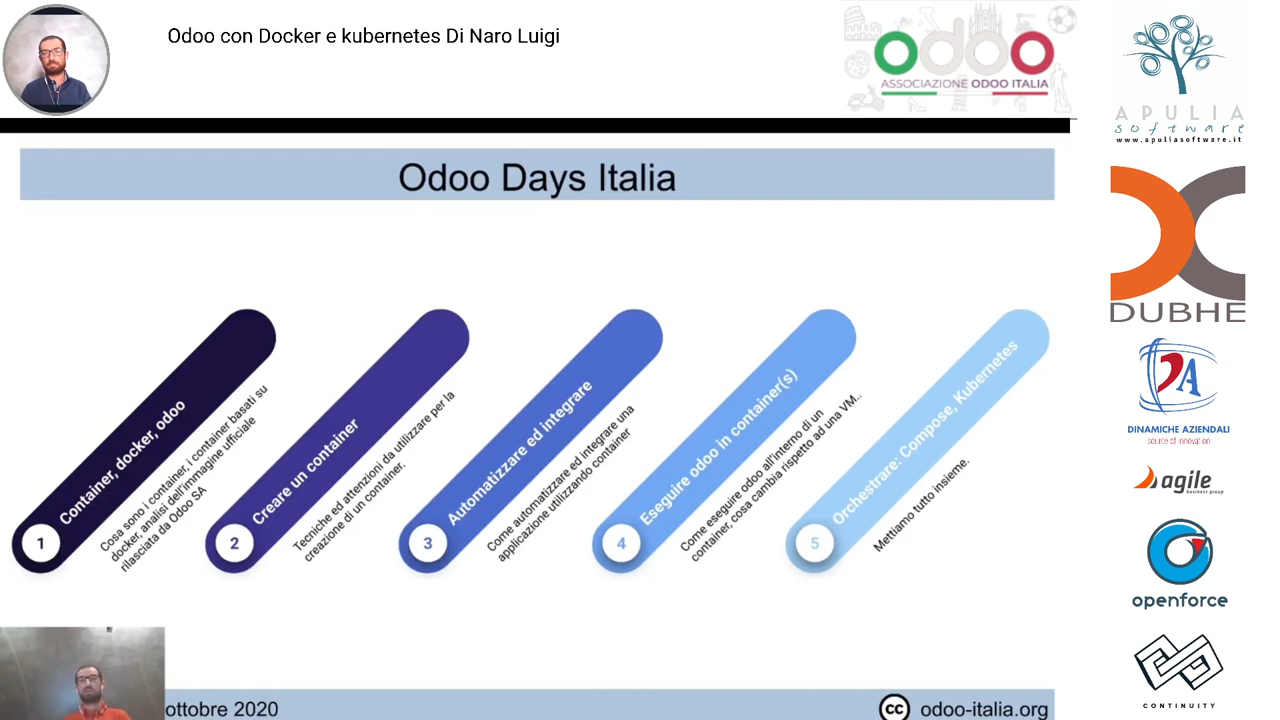 Odoo con Docker e kubernetes Di Naro Luigi
odoo
ASSOCIAZIONE ODOO ITALIA
APULIA
software
www.apuliasoftware.it
Odoo Days Italia
DUBHE
Container, docker, odoo
Cosa sono i container, i container basati su
docker, analisi dell'immagine ufficiale
rilasciata da Odoo SA
1
Creare un container
Tecniche ed attenzioni da utilizzare per la
creazione di un container.
2
Automatizzare ed integrare
Come automatizzare ed integrare una
applicazione utilizzando container
3
Eseguire odoo in container(s)
Come eseguire odoo all'interno di un
container, cosa cambia rispetto ad una VM..
4
Orchestrare: Compose, Kubernetes
Mettiamo tutto insieme.
5
DA
DINAMICHE AZIENDALI
source of innovation
agile
business group
openforce
CONTINUITY
ottobre 2020
cc odoo-italia.org